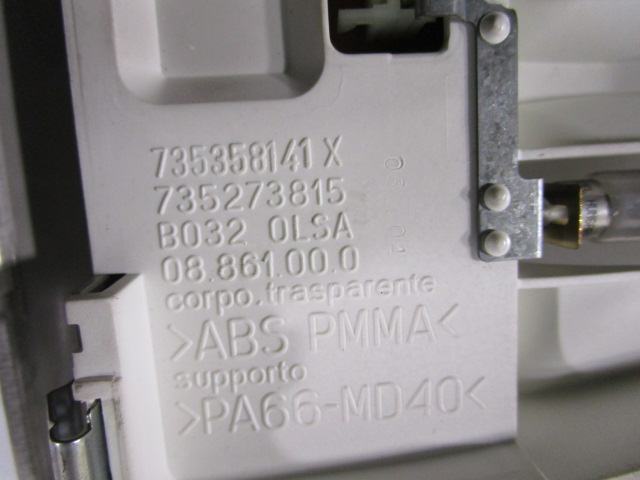 735358141 X
735273815
B032 OLSA
08.861.00.0
corpo.trasparente
>ABS PMMA<
supporto
>PA66-MD40<